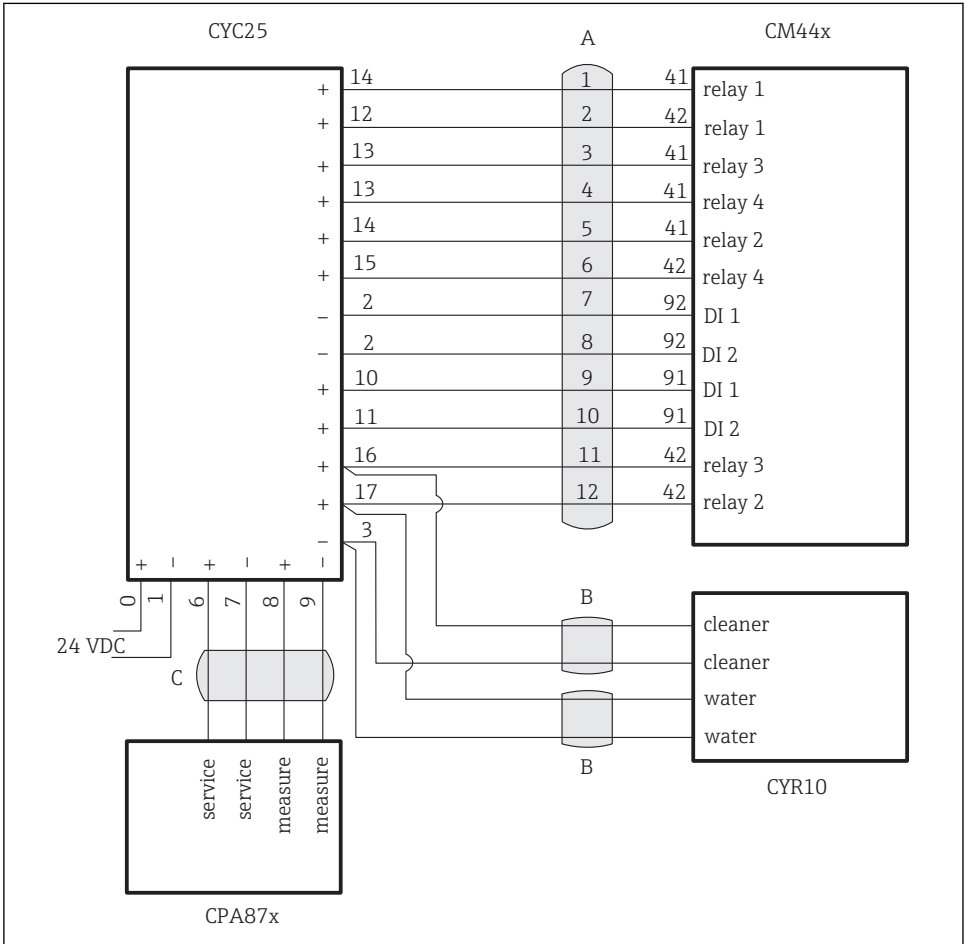 CYC25 A CM44x
+ 14 1 41 relay 1
+ 12 2 42 relay 1
+ 13 3 41 relay 3
+ 13 4 41 relay 4
+ 14 5 41 relay 2
+ 15 6 42 relay 4
– 2 7 92 DI 1
– 2 8 92 DI 2
+ 10 9 91 DI 1
+ 11 10 91 DI 2
+ 16 11 42 relay 3
+ 17 12 42 relay 2
– 3
+ – + – + –
0 1 6 7 8 9
24 VDC
B
cleaner
cleaner
water
water
B
CYR10
C
service service measure measure
CPA87x